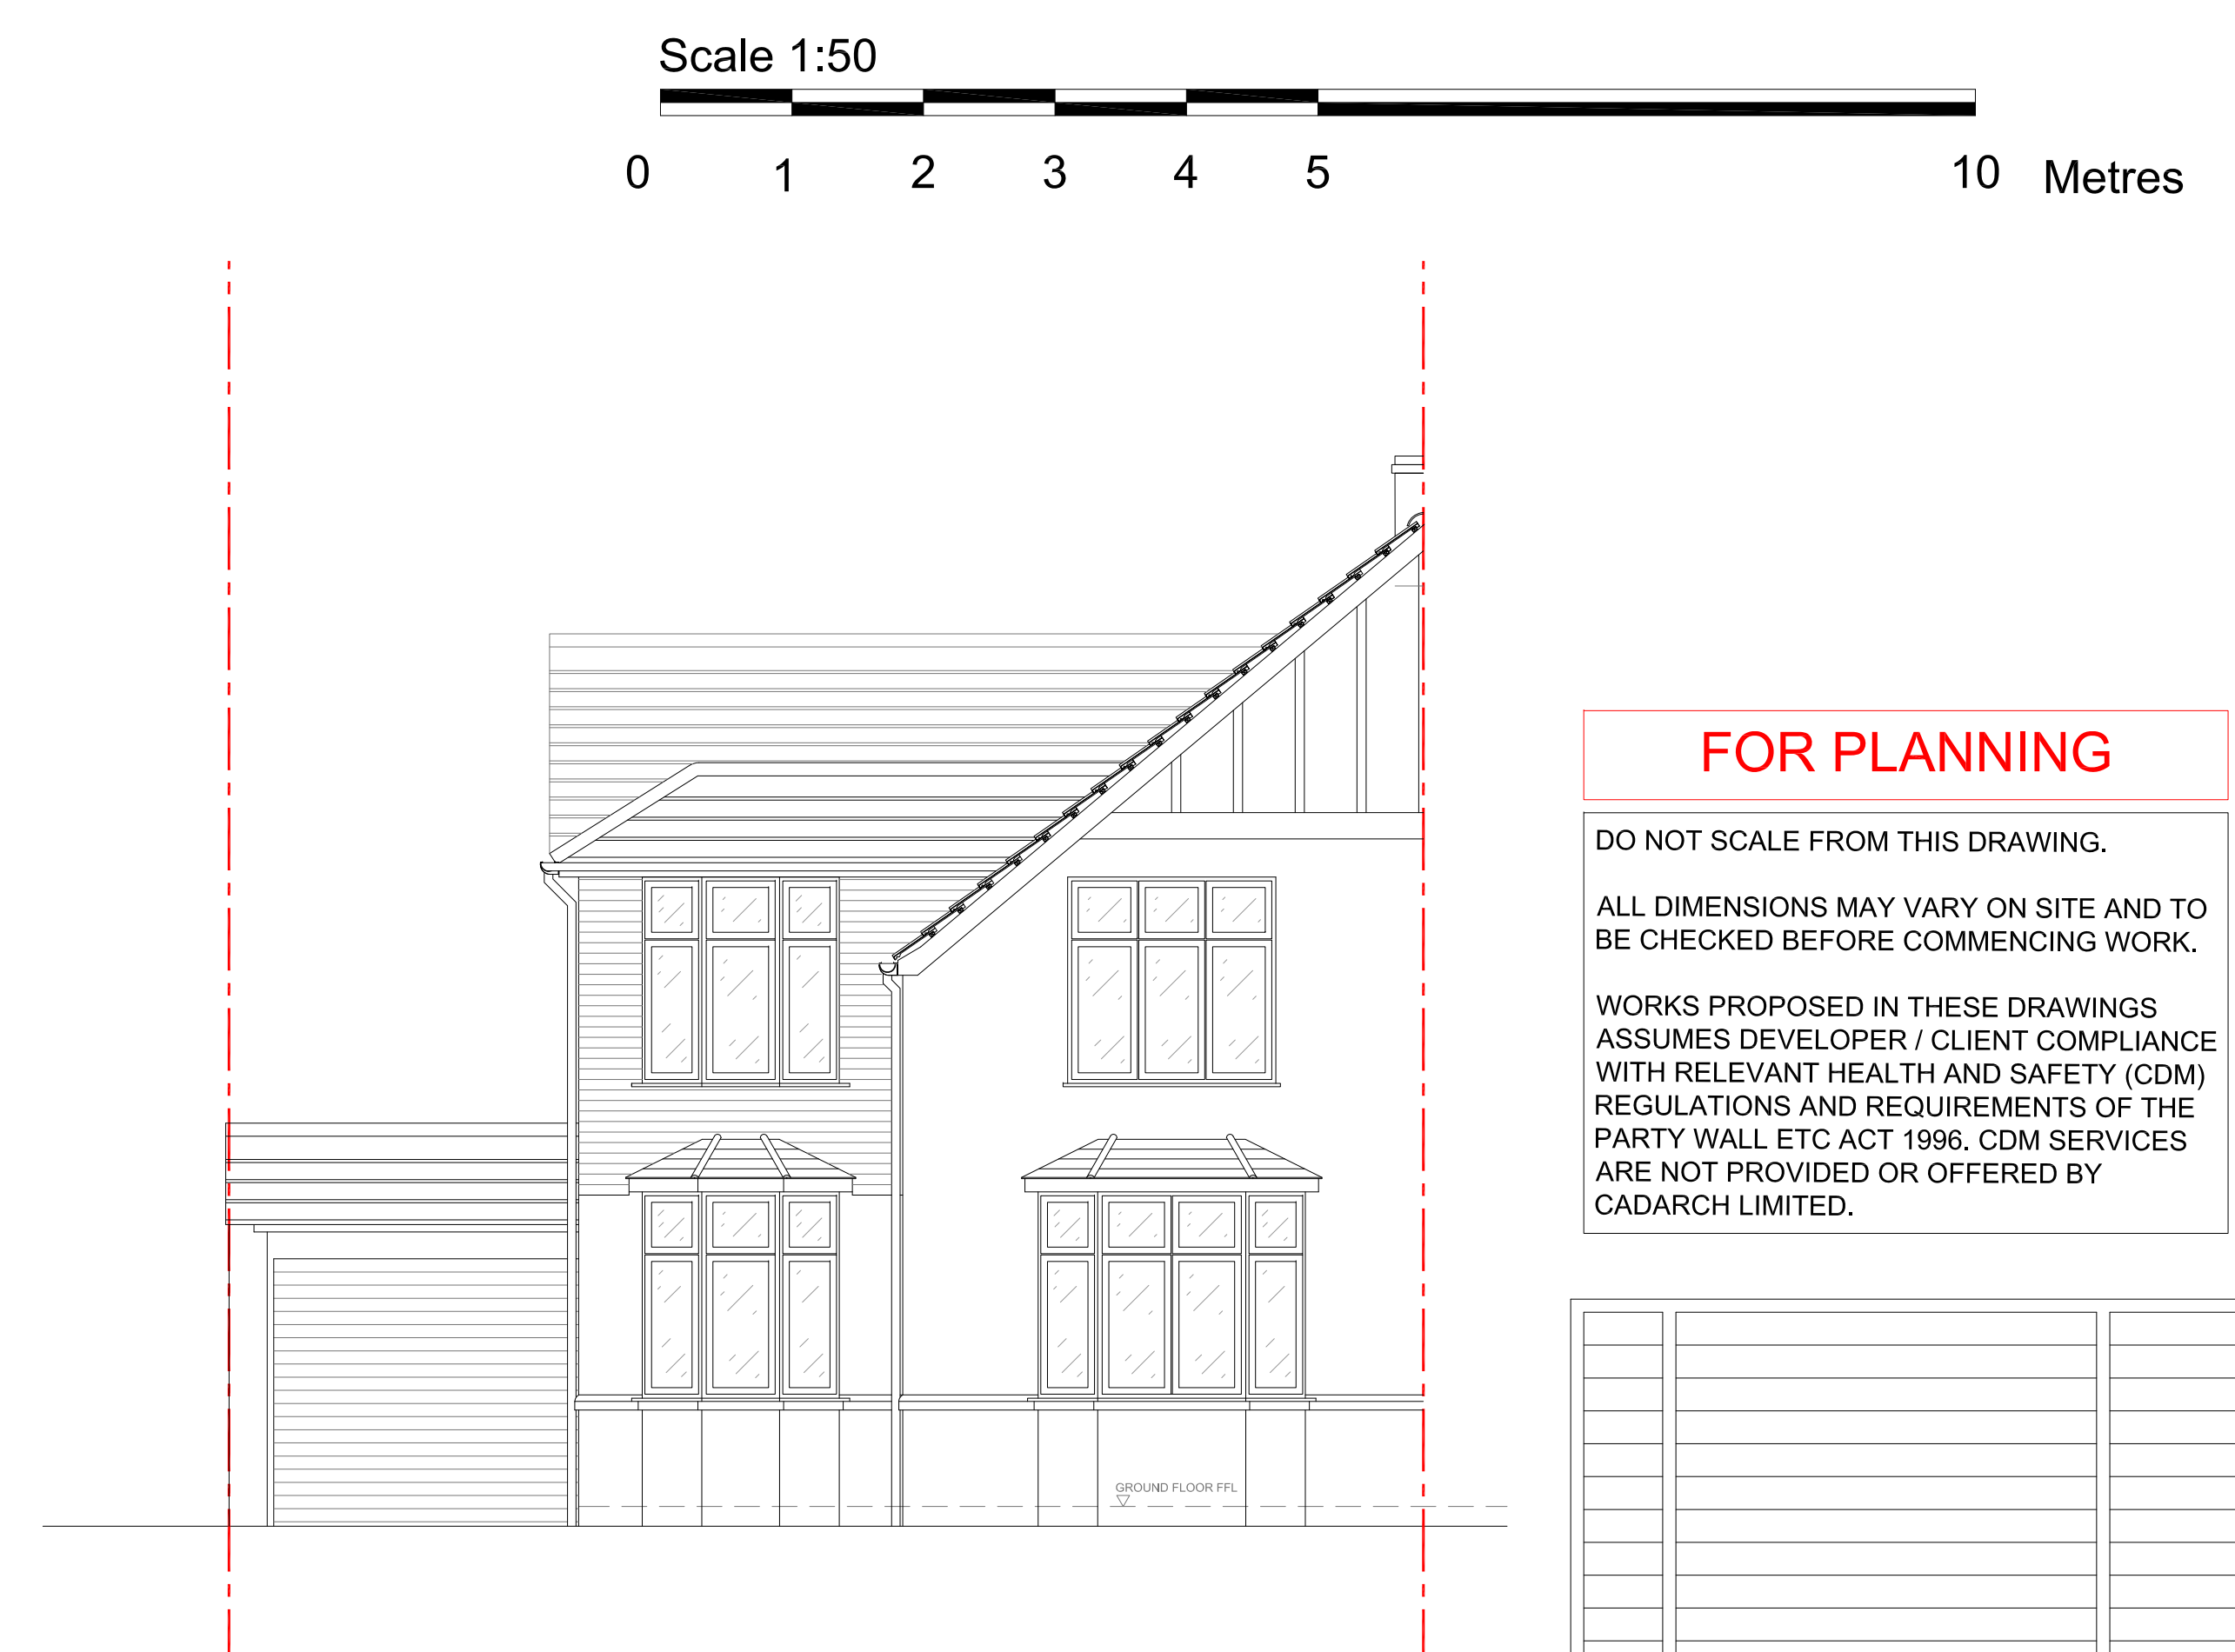 Scale 1:50
0 1 2 3 4 5 10 Metres
FOR PLANNING
DO NOT SCALE FROM THIS DRAWING.
ALL DIMENSIONS MAY VARY ON SITE AND TO
BE CHECKED BEFORE COMMENCING WORK.
WORKS PROPOSED IN THESE DRAWINGS
ASSUMES DEVELOPER / CLIENT COMPLIANCE
WITH RELEVANT HEALTH AND SAFETY (CDM)
REGULATIONS AND REQUIREMENTS OF THE
PARTY WALL ETC ACT 1996. CDM SERVICES
ARE NOT PROVIDED OR OFFERED BY
CADARCH LIMITED.
GROUND FLOOR FFL